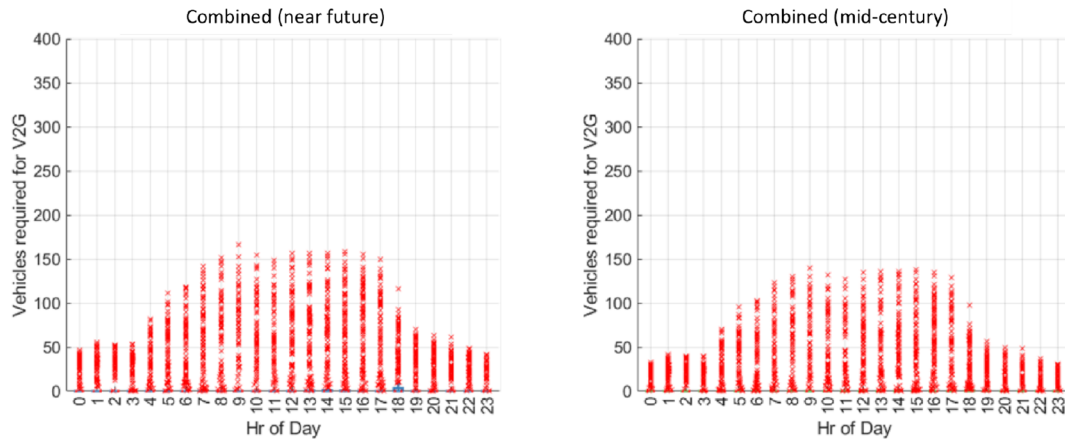 Combined (near future)
400
350
300
250
200
150
100
50
0
Vehicles required for V2G
0 1 2 3 4 5 6 7 8 9 10 11 12 13 14 15 16 17 18 19 20 21 22 23
Hr of Day
Combined (mid-century)
400
350
300
250
200
150
100
50
0
Vehicles required for V2G
0 1 2 3 4 5 6 7 8 9 10 11 12 13 14 15 16 17 18 19 20 21 22 23
Hr of Day